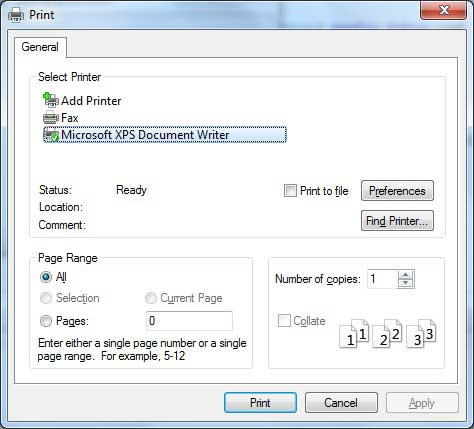 Print
General
Select Printer
Add Printer
Fax
Microsoft XPS Document Writer
Status: Ready
Print to file
Preferences
Location:
Comment:
Find Printer...
Page Range
All
Selection
Current Page
Pages: 0
Enter either a single page number or a single
page range. For example, 5-12
Number of copies: 1
Collate
1 1 2 2 3 3
Print
Cancel
Apply